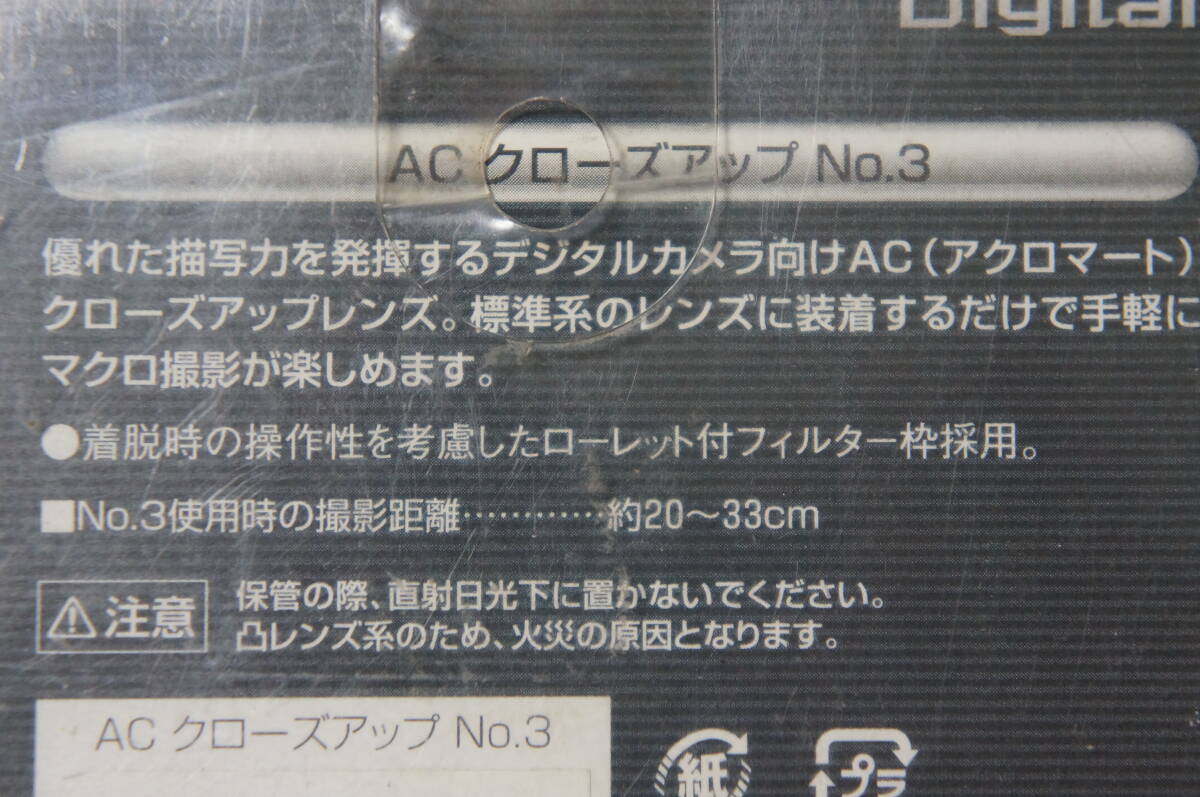 Digital
AC クローズアップ No.3
優れた描写力を発揮するデジタルカメラ向けAC(アクロマート)
クローズアップレンズ。標準系のレンズに装着するだけで手軽に
マクロ撮影が楽しめます。
●着脱時の操作性を考慮したローレット付フィルター枠採用。
■No.3使用時の撮影距離…………約20〜33cm
⚠注意
保管の際、直射日光下に置かないでください。
凸レンズ系のため、火災の原因となります。
AC クローズアップ No.3
紙
プラ